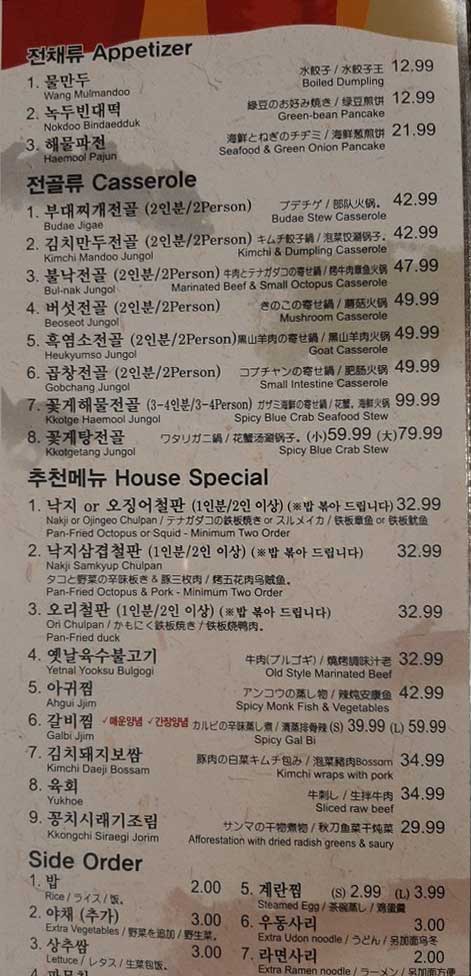 전채류 Appetizer
1. 물만두 水餃子 / 水餃子王 12.99
Wang Mulmandoo Boiled Dumpling
2. 녹두빈대떡 緑豆のお好み焼き / 绿豆煎饼 12.99
Nokdoo Bindaedduk Green-bean Pancake
3. 해물파전 海鮮とねぎのチヂミ / 海鲜葱煎饼 21.99
Haemool Pajun Seafood & Green Onion Pancake
전골류 Casserole
1. 부대찌개전골 (2인분/2Person) プデチゲ / 部队火锅。 42.99
Budae Jigae Budae Stew Casserole
2. 김치만두전골 (2인분/2Person) キムチ餃子鍋 / 泡菜饺避锅子。 42.99
Kimchi Mandoo Jungol Kimchi & Dumpling Casserole
3. 불낙전골 (2인분/2Person) 牛肉とテナガダコの寄せ鍋 / 烤牛肉章鱼火锅 47.99
Bul-nak Jungol Marinated Beef & Small Octopus Casserole
4. 버섯전골 (2인분/2Person) きのこの寄せ鍋 / 蘑菇火锅 49.99
Beoseot Jungol Mushroom Casserole
5. 흑염소전골 (2인분/2Person) 黒山羊肉の寄せ鍋 / 黑山羊肉火锅 49.99
Heukyumso Jungol Goat Casserole
6. 곱창전골 (2인분/2Person) コプチャンの寄せ鍋 / 肥肠火锅 49.99
Gobchang Jungol Small Intestine Casserole
7. 꽃게해물전골 (3-4인분/3-4Person) ガザミ海鮮の寄せ鍋 / 花蟹, 海鲜火锅 99.99
Kkotge Haemool Jungol Spicy Blue Crab Seafood Stew
8. 꽃게탕전골 ワタリガニ鍋 / 花蟹汤避锅子。 (小)59.99 (大)79.99
Kkotgetang Jungol Spicy Blue Crab Stew
추천메뉴 House Special
1. 낙지 or 오징어철판 (1인분/2인 이상) (※밥 볶아 드립니다) 32.99
Nakji or Ojingeo Chulpan / テナガダコの鉄板焼き or スルメイカ / 铁板章鱼 or 铁板鱿鱼
Pan-Fried Octopus or Squid - Minimum Two Order
2. 낙지삼겹철판 (1인분/2인 이상) (※밥 볶아 드립니다) 32.99
Nakji Samkyup Chulpan
タコと野菜の辛味板き & 豚三枚肉 / 烤五花肉乌贼鱼。
Pan-Fried Octopus & Pork - Minimum Two Order
3. 오리철판 (1인분/2인 이상) (※밥 볶아 드립니다) 32.99
Ori Chulpan / かもにく鉄板焼き / 铁板烧鸭肉。
Pan-Fried duck
4. 옛날육수불고기 牛肉(プルゴギ) / 燒烤調味汁老 32.99
Yetnal Yooksu Bulgogi Old Style Marinated Beef
5. 아귀찜 アンコウの蒸し物 / 辣炖安康鱼 42.99
Ahgui Jjim Spicy Monk Fish & Vegetables
6. 갈비찜 ✓매운양념 ✓간장양념 カルビの辛味蒸し煮 / 清蒸排骨辣 (S) 39.99 (L) 59.99
Galbi Jjim Spicy Gal Bi
7. 김치돼지보쌈 豚肉の白菜キムチ包み / 泡菜豬肉Bossam 34.99
Kimchi Daeji Bossam Kimchi wraps with pork
8. 육회 牛刺し / 生拌牛肉 34.99
Yukhoe Sliced raw beef
9. 꽁치시래기조림 サンマの干物煮物 / 秋刀鱼菜干炖菜 29.99
Kkongchi Siraegi Jorim Afforestation with dried radish greens & saury
Side Order
1. 밥 2.00
Rice / ライス / 饭。
2. 야채 (추가) 3.00
Extra Vegetables / 野菜を追加 / 野生菜。
3. 상추쌈 3.00
Lettuce / レタス / 生菜包饭。
5. 계란찜 (S) 2.99 (L) 3.99
Steamed Egg / 茶碗蒸し / 鸡蛋羹
6. 우동사리 3.00
Extra Udon noodle / うどん / 另加面乌冬
7. 라면사리 2.00
Extra Ramen noodle / ラーメン / 另加面方便